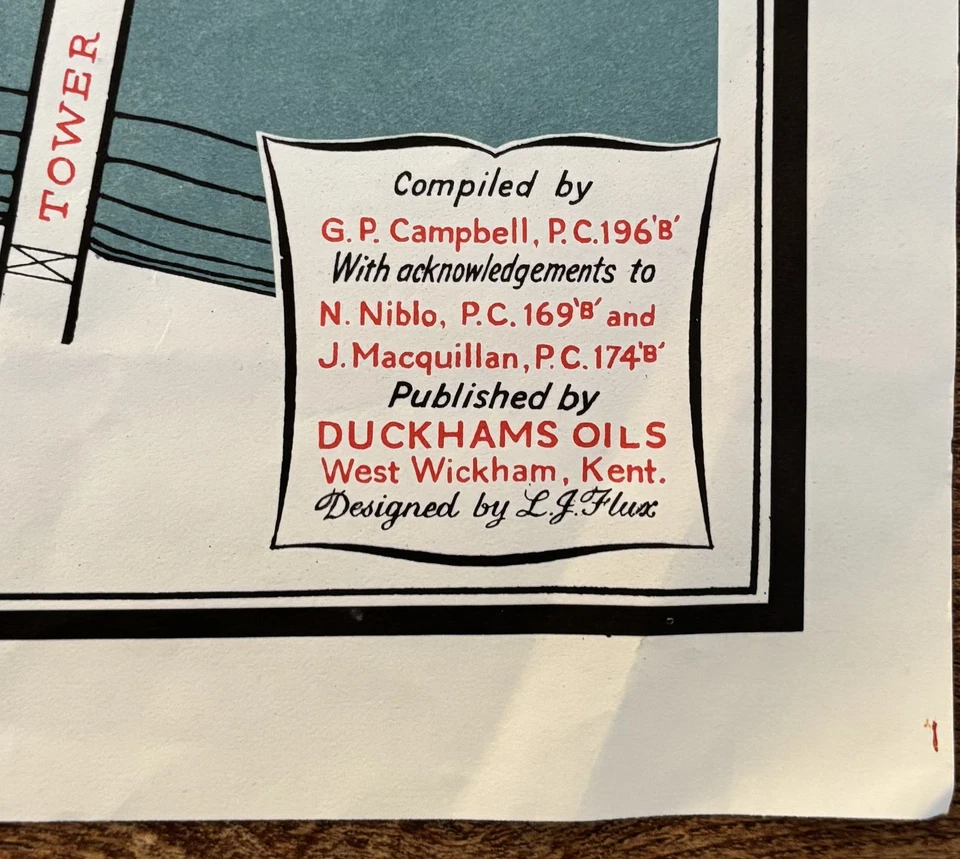 TOWER
Compiled by
G. P. Campbell, P.C.196'B'
With acknowledgements to
N. Niblo, P.C. 169'B' and
J. Macquillan, P.C. 174'B'
Published by
DUCKHAMS OILS
West Wickham, Kent.
Designed by L.J. Flux